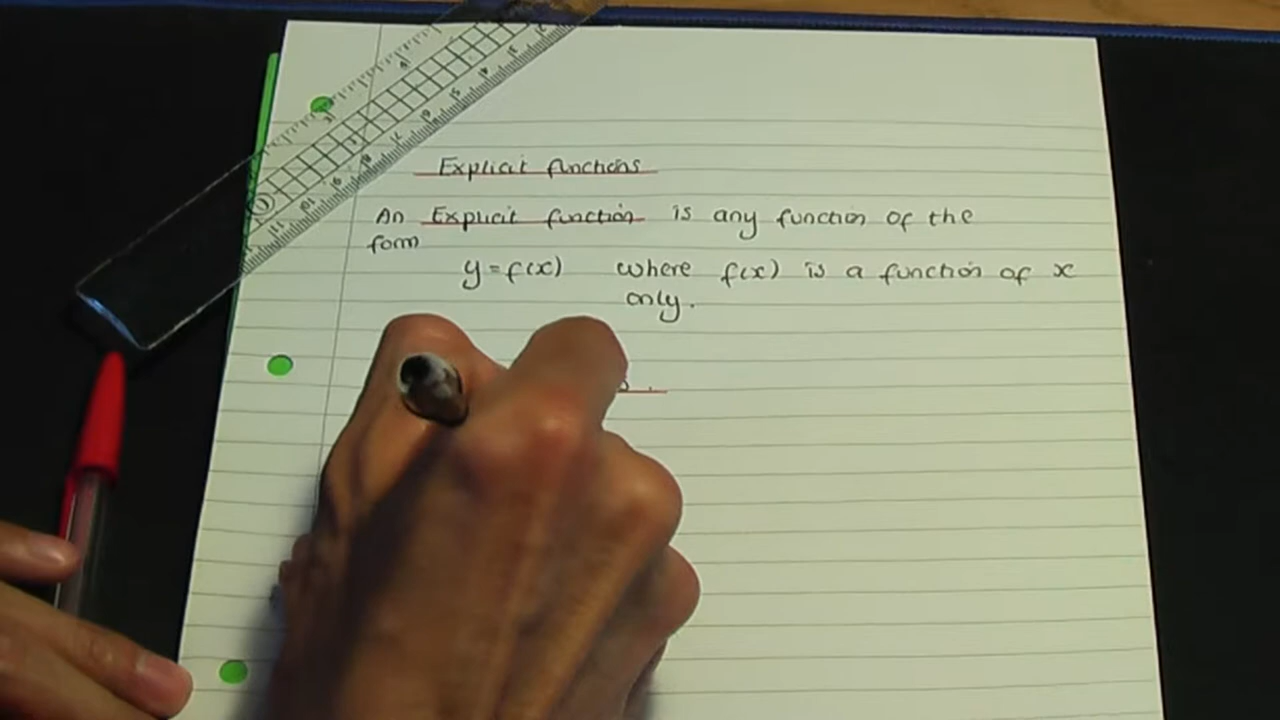 Explicit functions
An Explicit function is any function of the
form
y = f(x) where f(x) is a function of x
only.